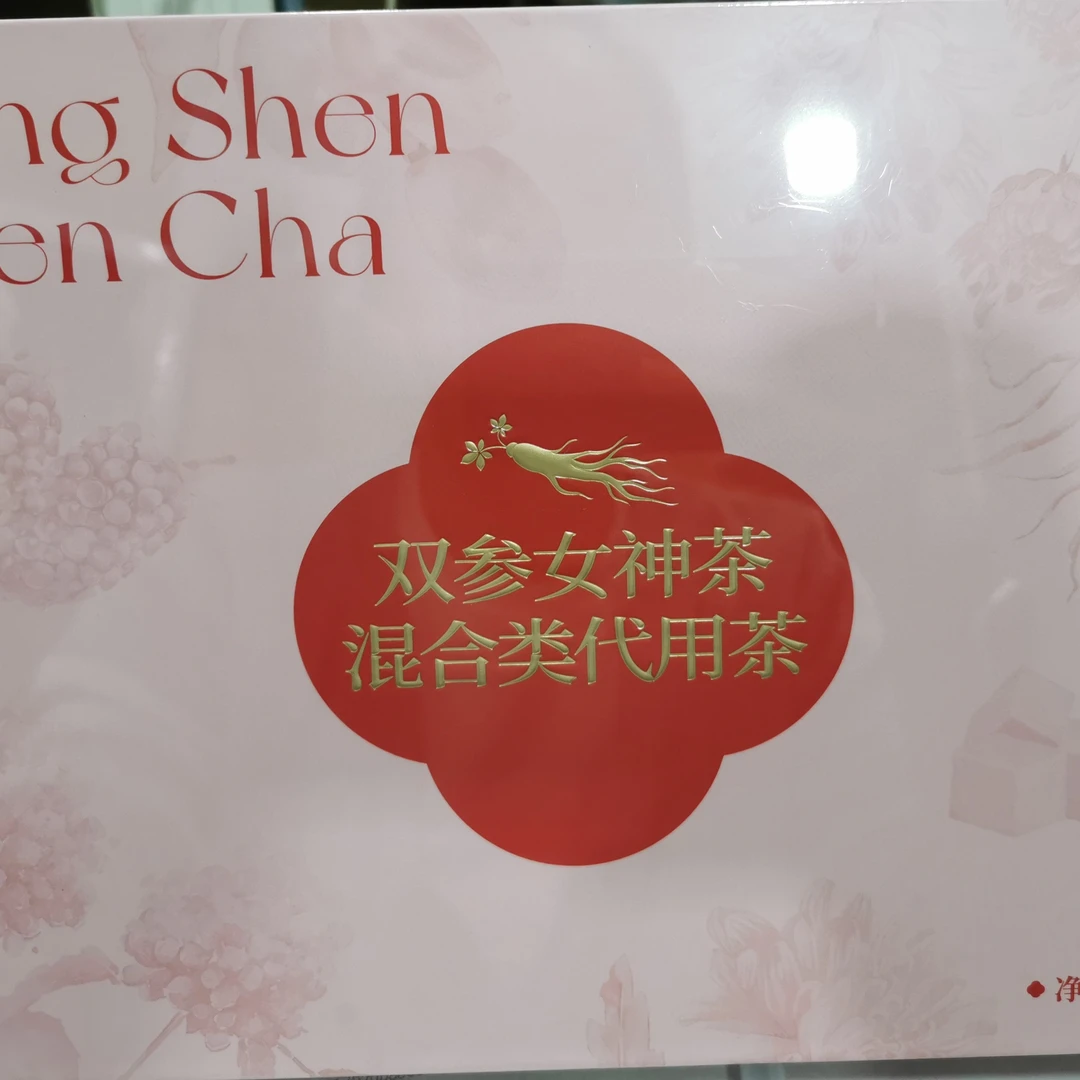 ng Shen
en Cha
双参女神茶
混合类代用茶
净